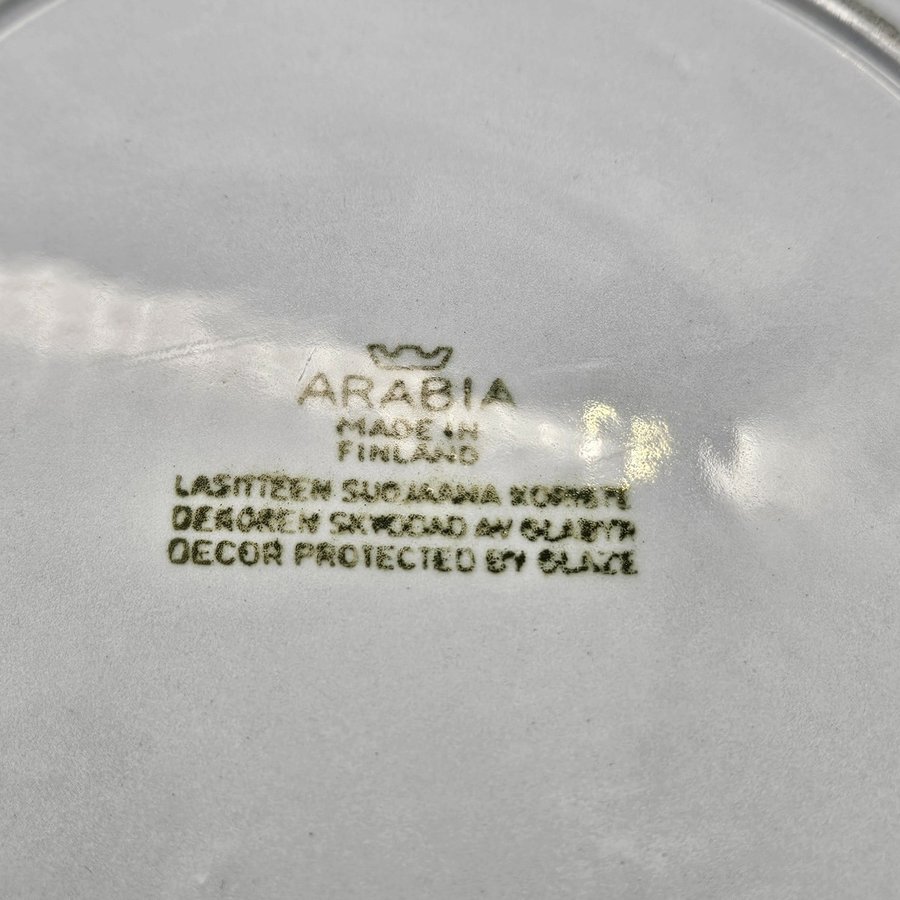 ARABIA
MADE IN
FINLAND
LASITTEEN SUOJAAMA KORISTE
DEKOREN SKYDDAD AV GLASYR
DECOR PROTECTED BY GLAZE